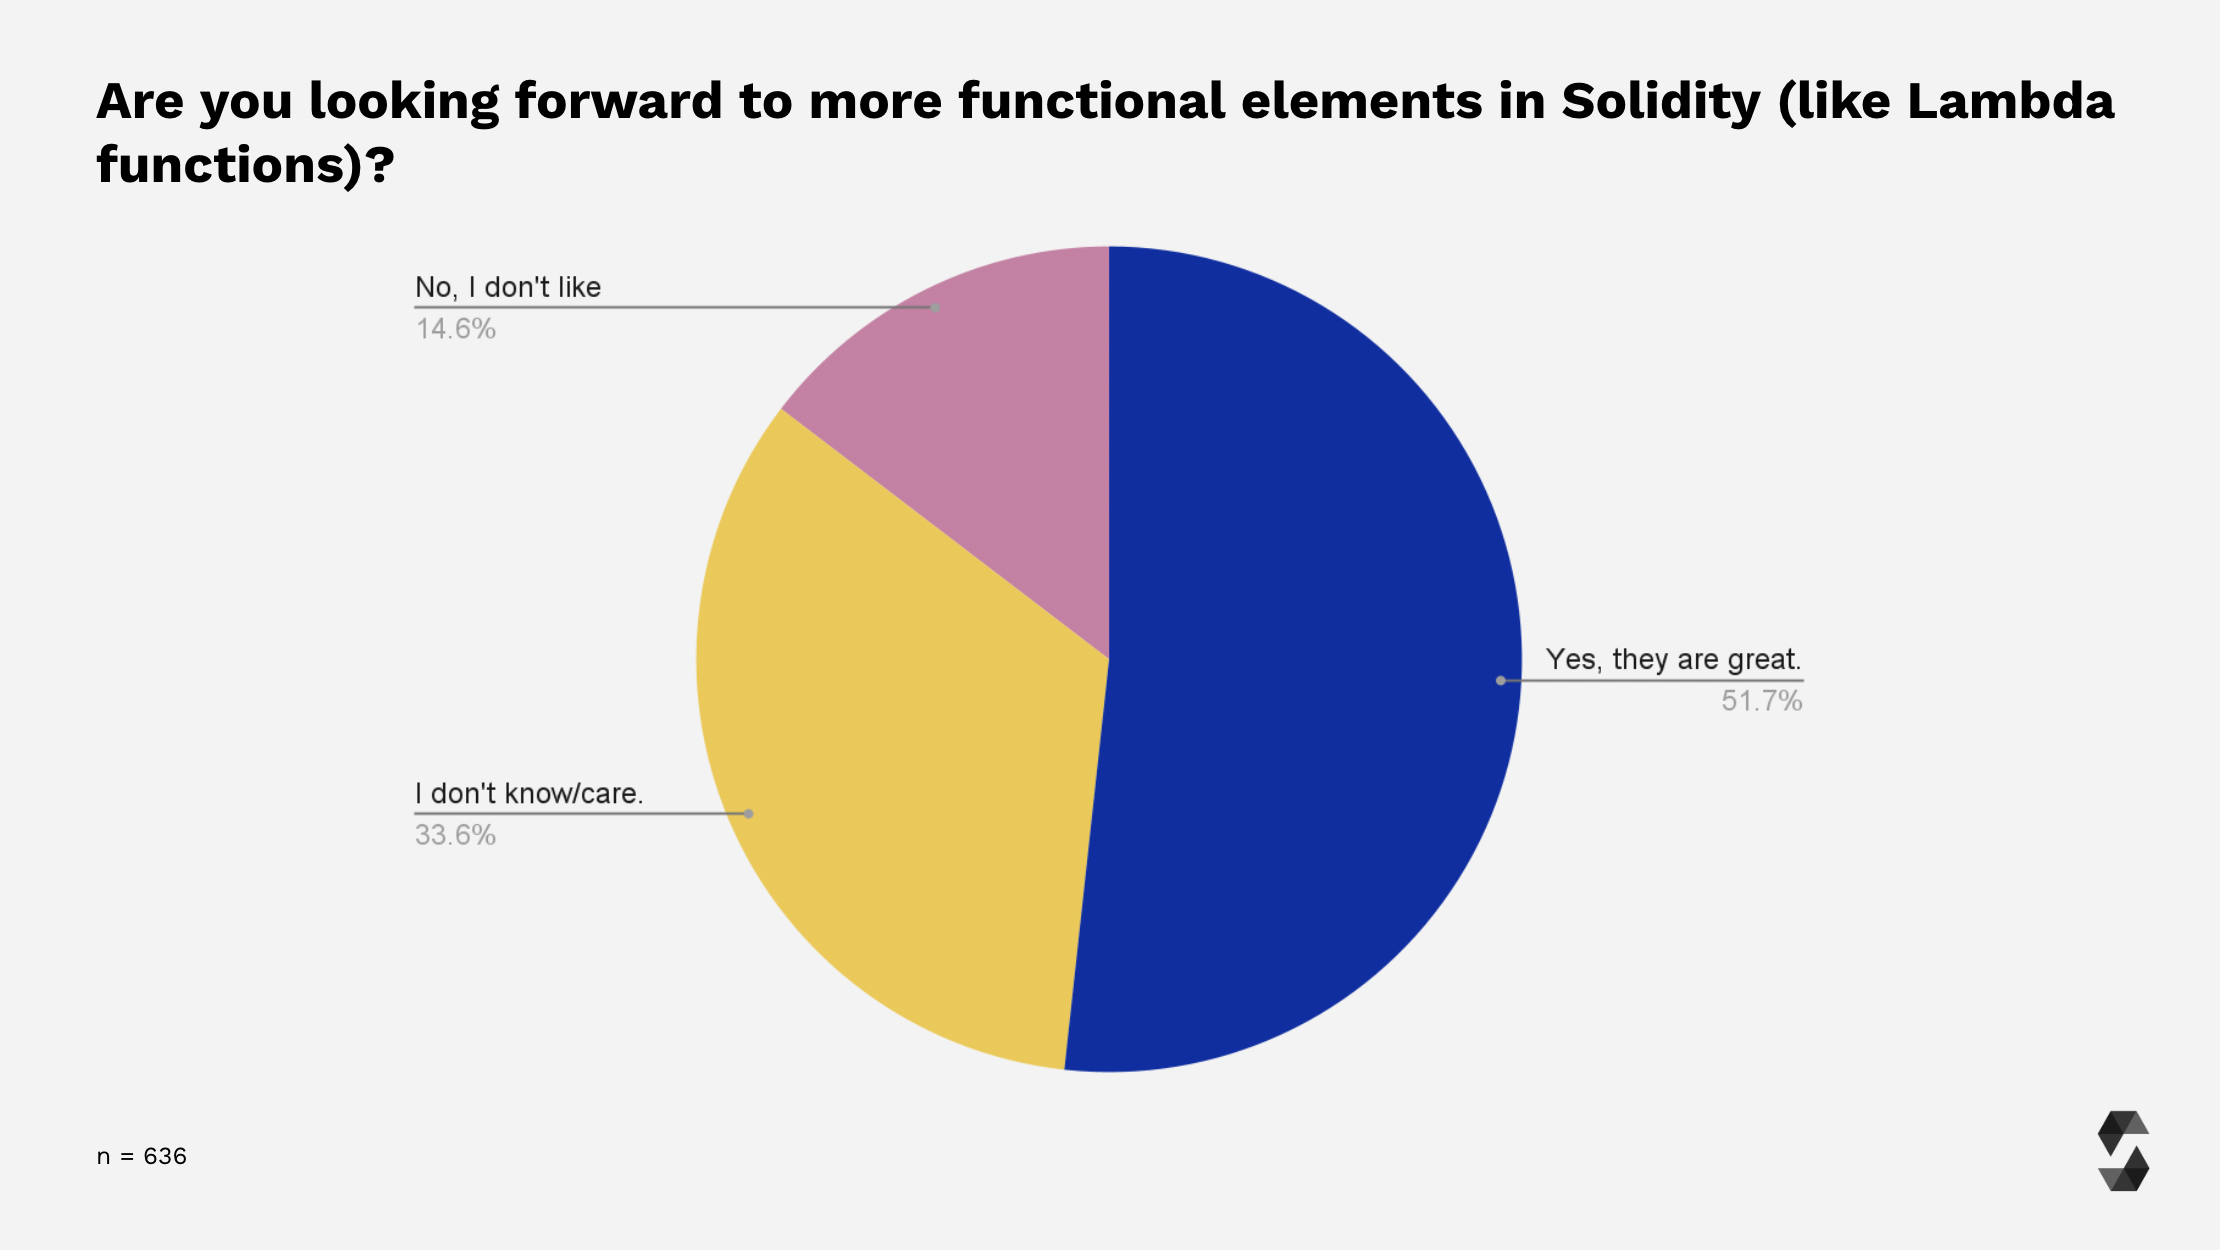 Are you looking forward to more functional elements in Solidity (like Lambda
functions)?
No, I don't like
14.6%
Yes, they are great.
51.7%
I don't know/care.
33.6%
n = 636